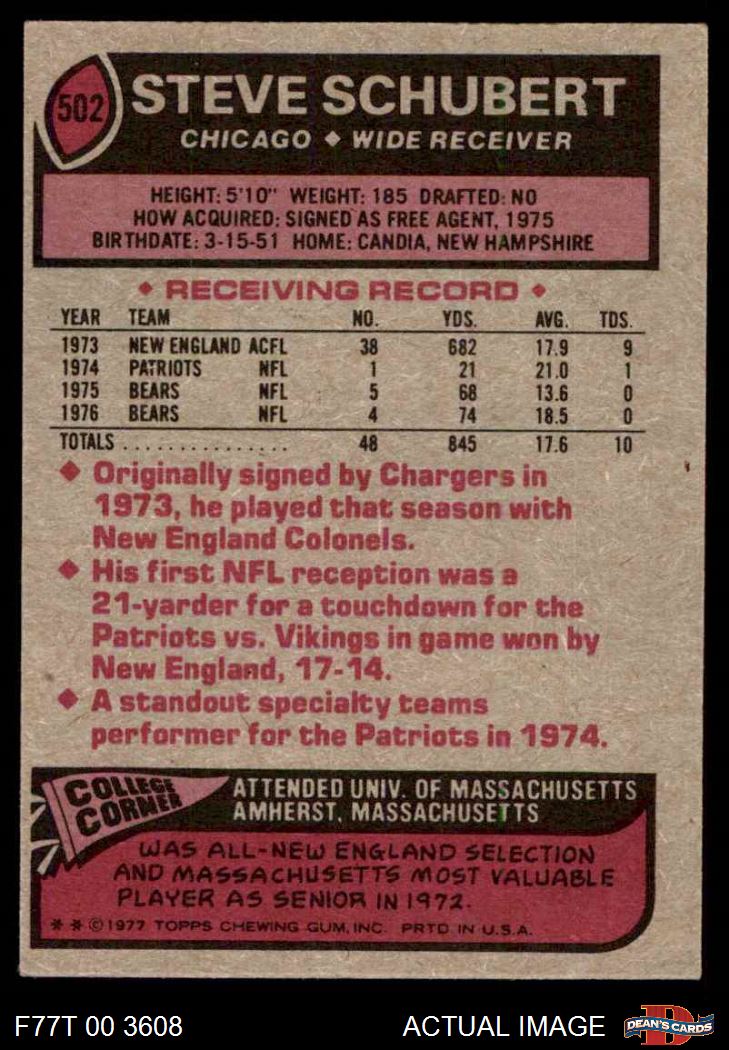 502
STEVE SCHUBERT
CHICAGO ♦ WIDE RECEIVER
HEIGHT: 5'10" WEIGHT: 185 DRAFTED: NO
HOW ACQUIRED: SIGNED AS FREE AGENT, 1975
BIRTHDATE: 3-15-51 HOME: CANDIA, NEW HAMPSHIRE
♦ RECEIVING RECORD ♦
YEAR TEAM NO. YDS. AVG. TDS.
1973 NEW ENGLAND ACFL 38 682 17.9 9
1974 PATRIOTS NFL 1 21 21.0 1
1975 BEARS NFL 5 68 13.6 0
1976 BEARS NFL 4 74 18.5 0
TOTALS ................ 48 845 17.6 10
♦ Originally signed by Chargers in
1973, he played that season with
New England Colonels.
♦ His first NFL reception was a
21-yarder for a touchdown for the
Patriots vs. Vikings in game won by
New England, 17-14.
♦ A standout specialty teams
performer for the Patriots in 1974.
COLLEGE
CORNER
ATTENDED UNIV. OF MASSACHUSETTS
AMHERST, MASSACHUSETTS
WAS ALL-NEW ENGLAND SELECTION
AND MASSACHUSETTS MOST VALUABLE
PLAYER AS SENIOR IN 1972.
* * ©1977 TOPPS CHEWING GUM, INC. PRTD IN U.S.A.
F77T 00 3608 ACTUAL IMAGE
D
DEAN'S CARDS